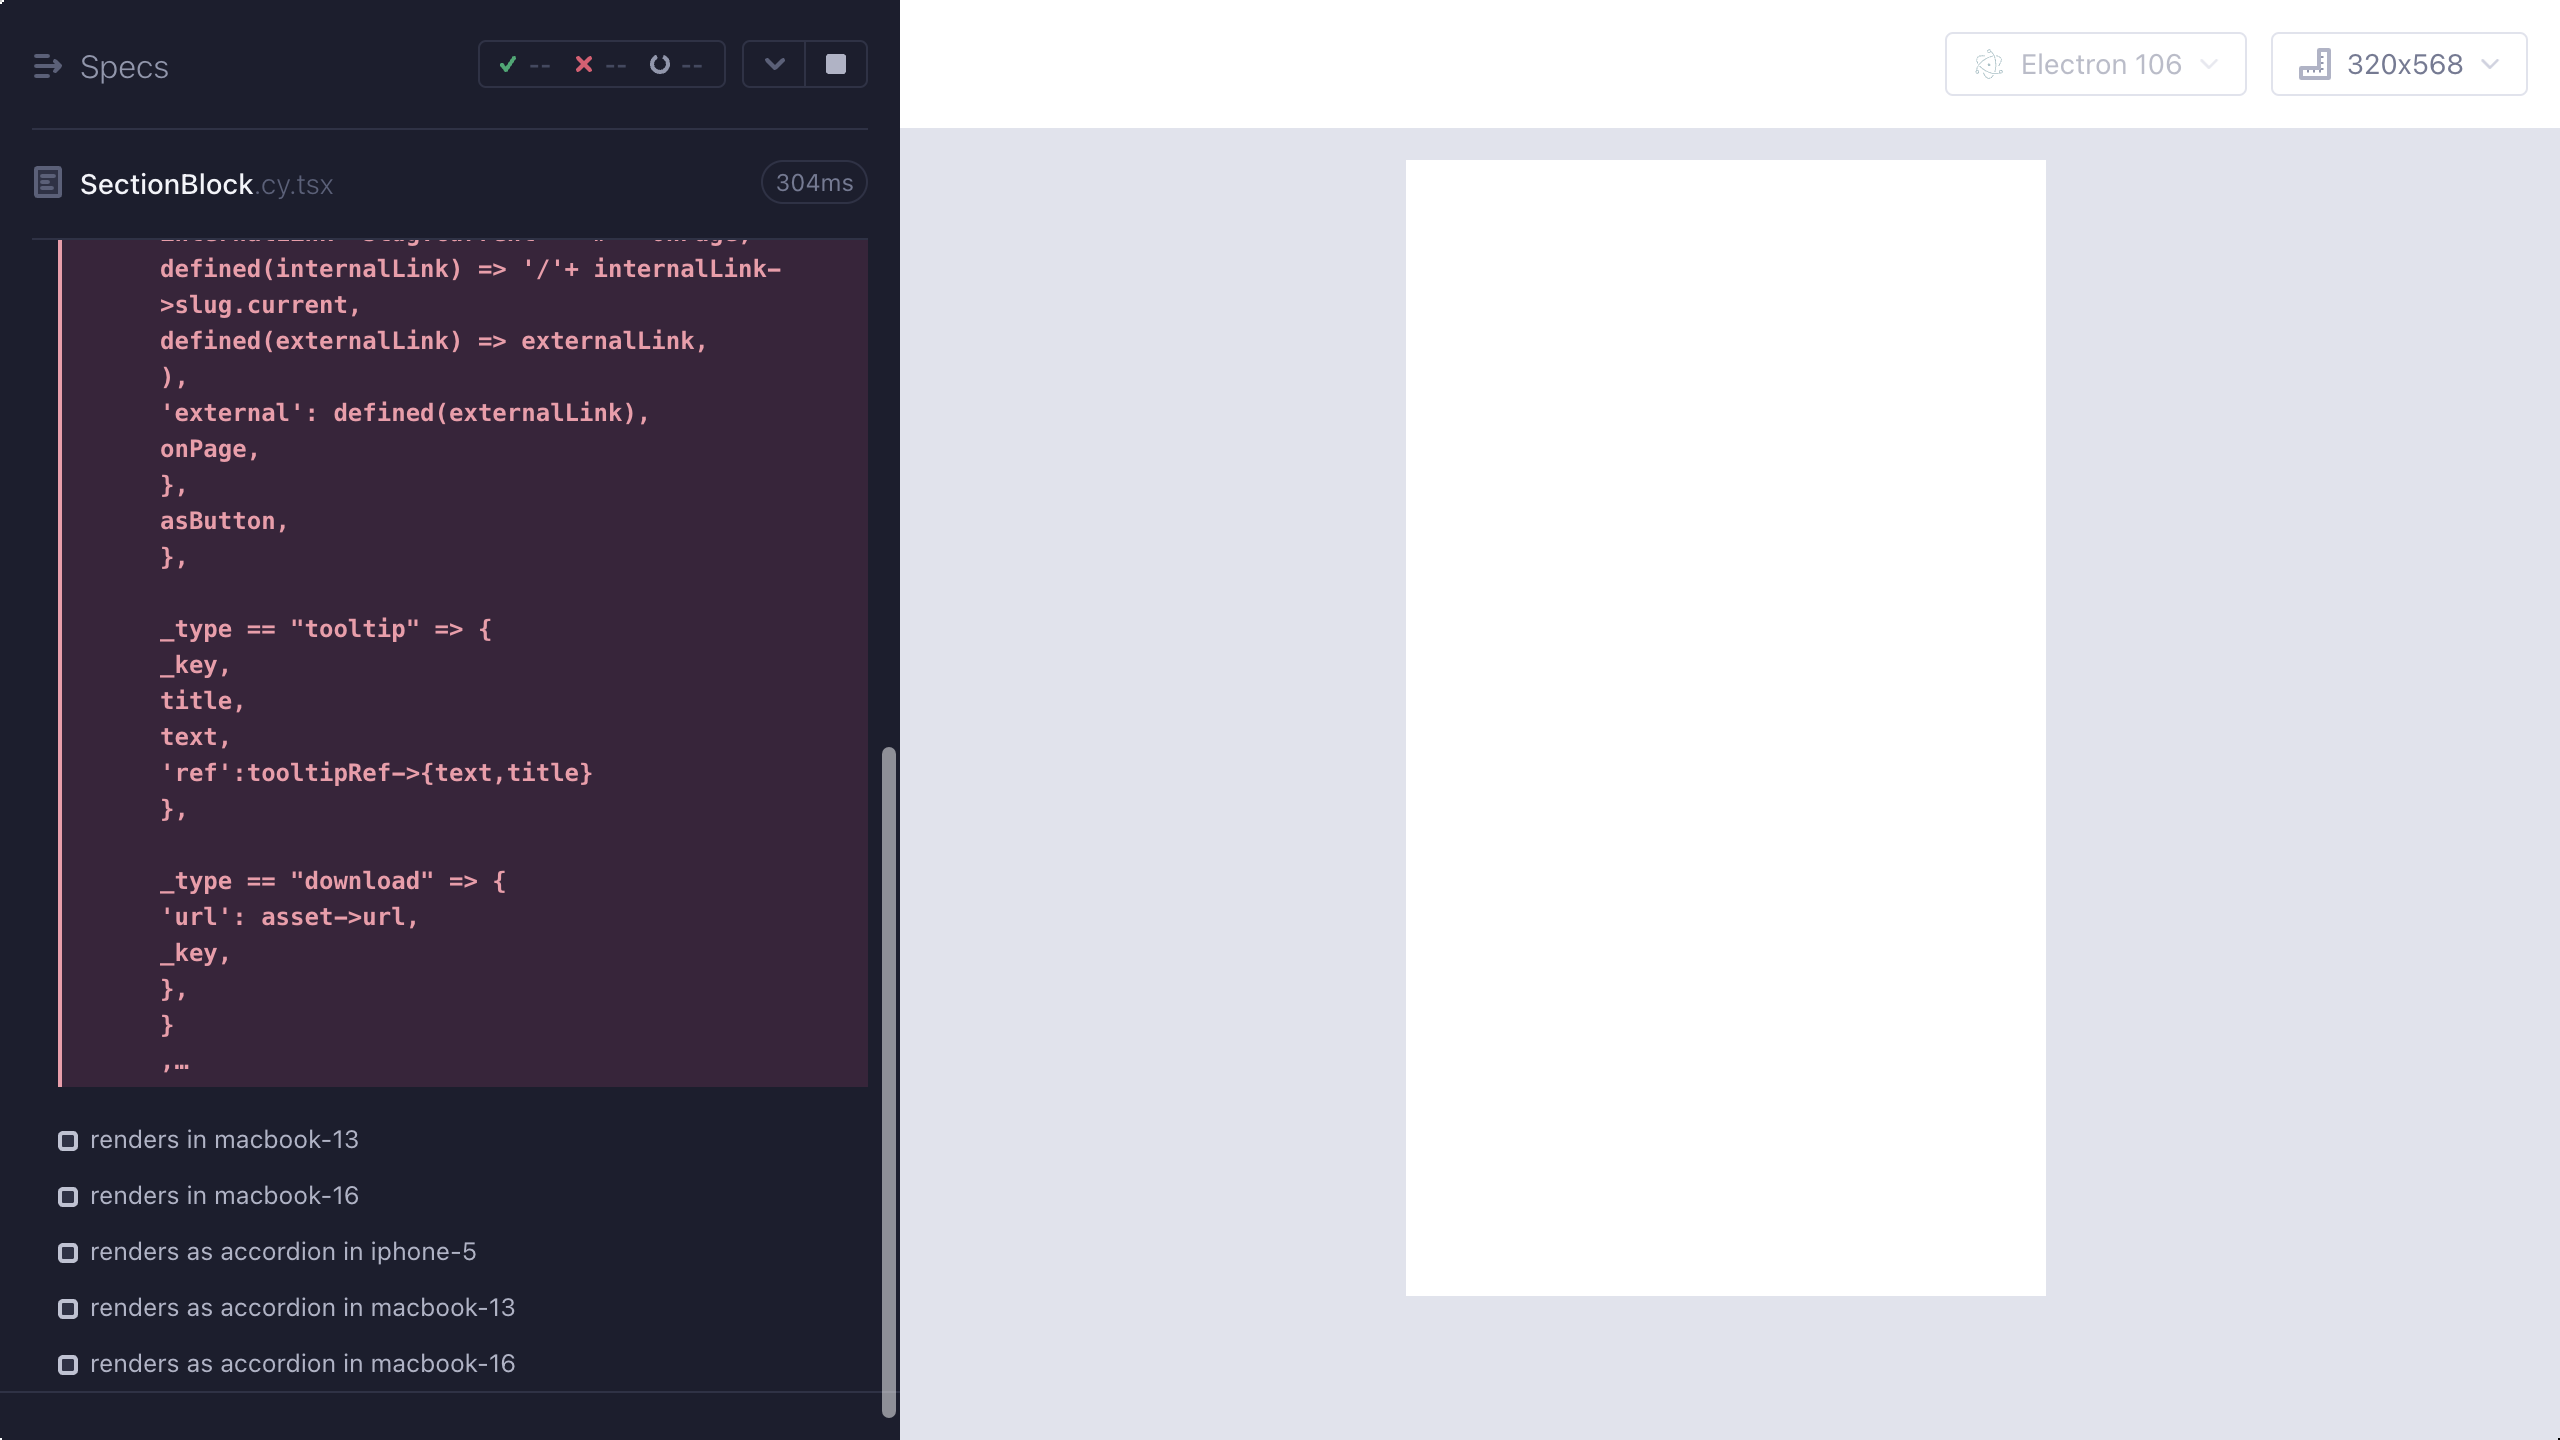 Specs
-- -- --
Electron 106
320x568
SectionBlock.cy.tsx
304ms
defined(internalLink) => '/'+ internalLink-
>slug.current,
defined(externalLink) => externalLink,
),
'external': defined(externalLink),
onPage,
},
asButton,
},
_type == "tooltip" => {
_key,
title,
text,
'ref':tooltipRef->{text,title}
},
_type == "download" => {
'url': asset->url,
_key,
},
}
,…
renders in macbook-13
renders in macbook-16
renders as accordion in iphone-5
renders as accordion in macbook-13
renders as accordion in macbook-16